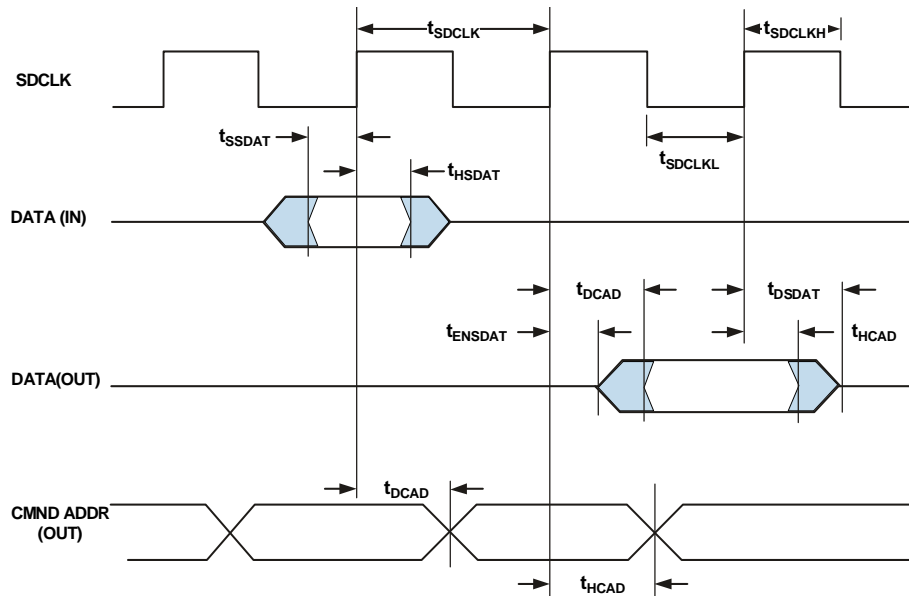 tSDCLK
tSDCLKH
SDCLK
tSSDAT
tHSDAT
tSDCLKL
DATA (IN)
tDCAD
tDSDAT
tENSDAT
tHCAD
DATA(OUT)
tDCAD
CMND ADDR
(OUT)
tHCAD